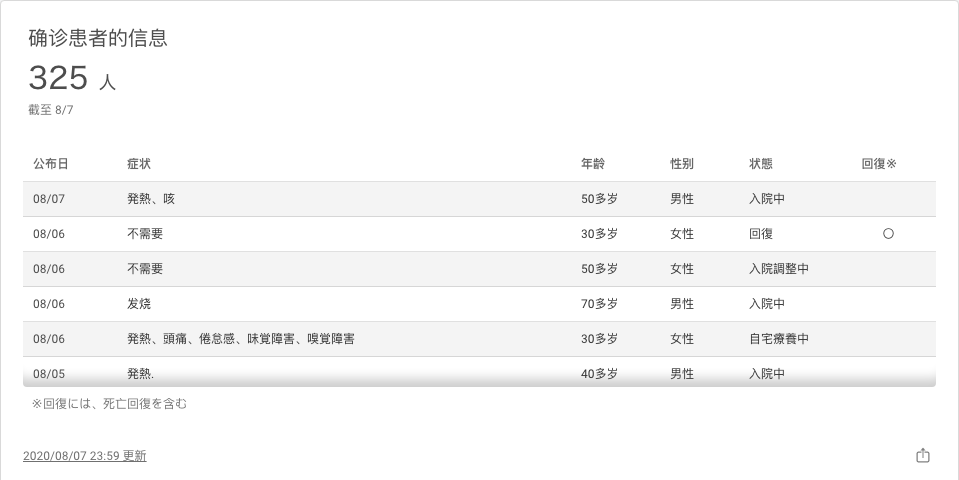 确诊患者的信息
325 人
截至 8/7
公布日 症状 年龄 性别 状態 回復※
08/07 発熱、咳 50多岁 男性 入院中
08/06 不需要 30多岁 女性 回復 ○
08/06 不需要 50多岁 女性 入院調整中
08/06 发烧 70多岁 男性 入院中
08/06 発熱、頭痛、倦怠感、味覚障害、嗅覚障害 30多岁 女性 自宅療養中
08/05 発熱. 40多岁 男性 入院中
※回復には、死亡回復を含む
2020/08/07 23:59 更新